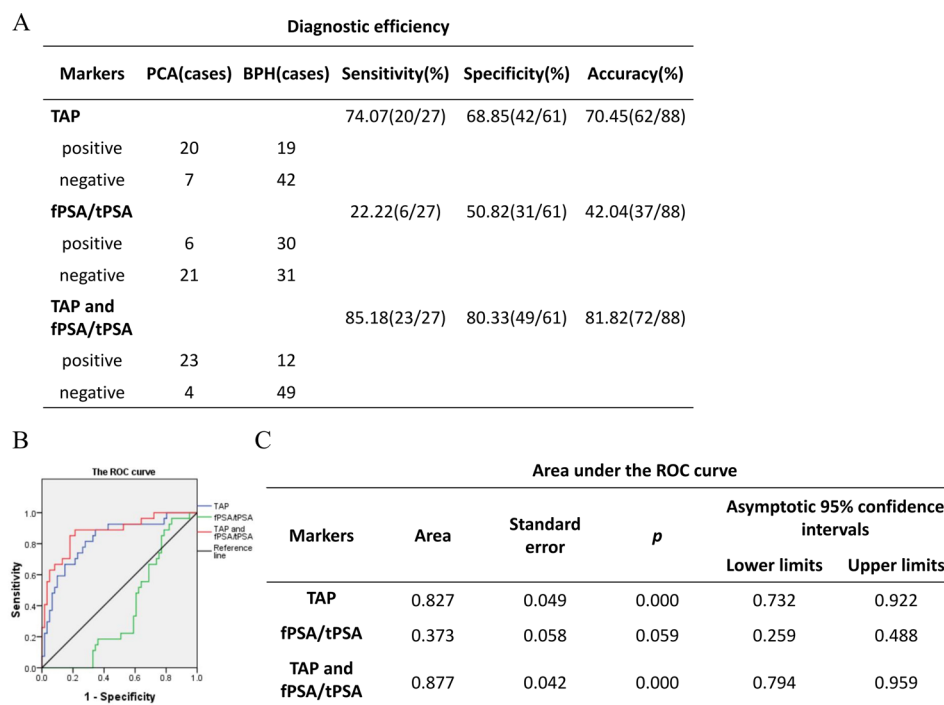 A
Diagnostic efficiency
Markers PCA(cases) BPH(cases) Sensitivity(%) Specificity(%) Accuracy(%)
TAP 74.07(20/27) 68.85(42/61) 70.45(62/88)
positive 20 19
negative 7 42
fPSA/tPSA 22.22(6/27) 50.82(31/61) 42.04(37/88)
positive 6 30
negative 21 31
TAP and
fPSA/tPSA 85.18(23/27) 80.33(49/61) 81.82(72/88)
positive 23 12
negative 4 49
B
The ROC curve
Sensitivity
1.0
0.8
0.6
0.4
0.2
0.0
0.0 0.2 0.4 0.6 0.8 1.0
1 - Specificity
TAP
fPSA/tPSA
TAP and
fPSA/tPSA
Reference
line
C
Area under the ROC curve
Markers Area Standard error p Asymptotic 95% confidence intervals
Lower limits Upper limits
TAP 0.827 0.049 0.000 0.732 0.922
fPSA/tPSA 0.373 0.058 0.059 0.259 0.488
TAP and
fPSA/tPSA 0.877 0.042 0.000 0.794 0.959